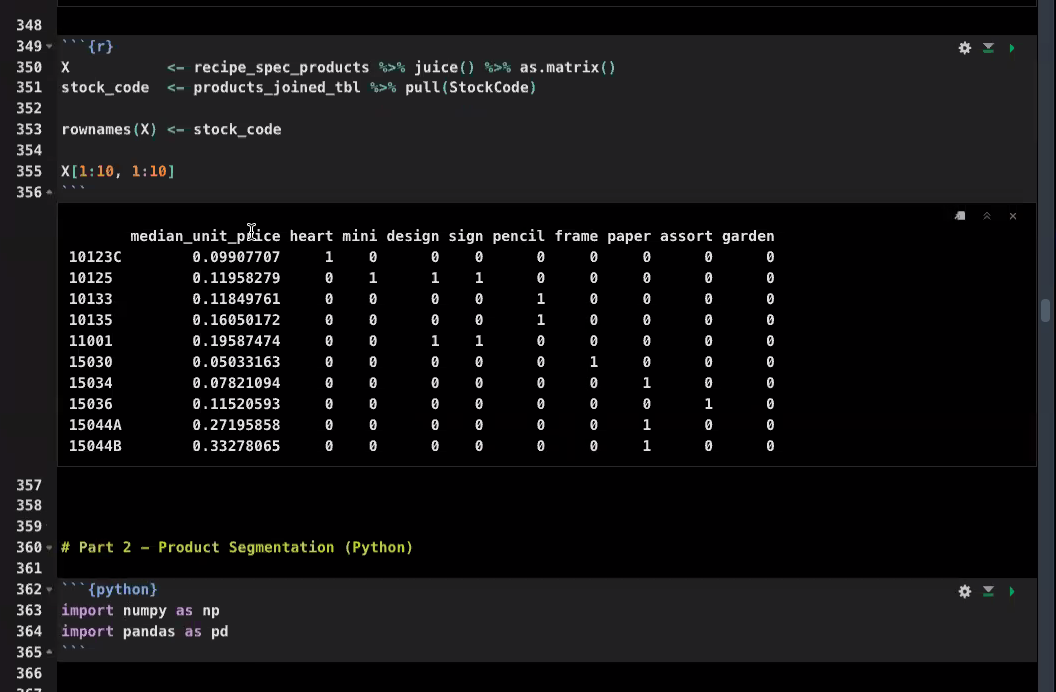 348
349 ```{r}
350 X           <- recipe_spec_products %>% juice() %>% as.matrix()
351 stock_code  <- products_joined_tbl %>% pull(StockCode)
352
353 rownames(X) <- stock_code
354
355 X[1:10, 1:10]
356 ```
median_unit_price heart mini design sign pencil frame paper assort garden
10123C 0.09907707 1 0 0 0 0 0 0 0 0
10125 0.11958279 0 1 1 1 0 0 0 0 0
10133 0.11849761 0 0 0 0 1 0 0 0 0
10135 0.16050172 0 0 0 0 1 0 0 0 0
11001 0.19587474 0 0 1 1 0 0 0 0 0
15030 0.05033163 0 0 0 0 0 1 0 0 0
15034 0.07821094 0 0 0 0 0 0 1 0 0
15036 0.11520593 0 0 0 0 0 0 0 1 0
15044A 0.27195858 0 0 0 0 0 0 1 0 0
15044B 0.33278065 0 0 0 0 0 0 1 0 0
357
358
359
360 # Part 2 - Product Segmentation (Python)
361
362 ```{python}
363 import numpy as np
364 import pandas as pd
365 ```
366